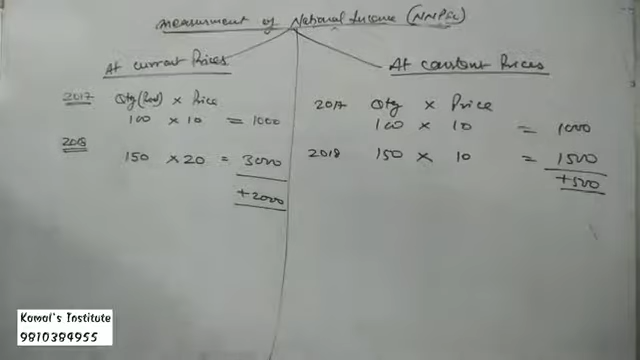 measurement of National Income (NNPFC)
At current Prices
2017 Qty (Prod) x Price
100 x 10 = 1000
2018
150 x 20 = 3000
+2000
At constant Prices
2017 Qty x Price
100 x 10 = 1000
2018 150 x 10 = 1500
+500
Komal's Institute
9810384955